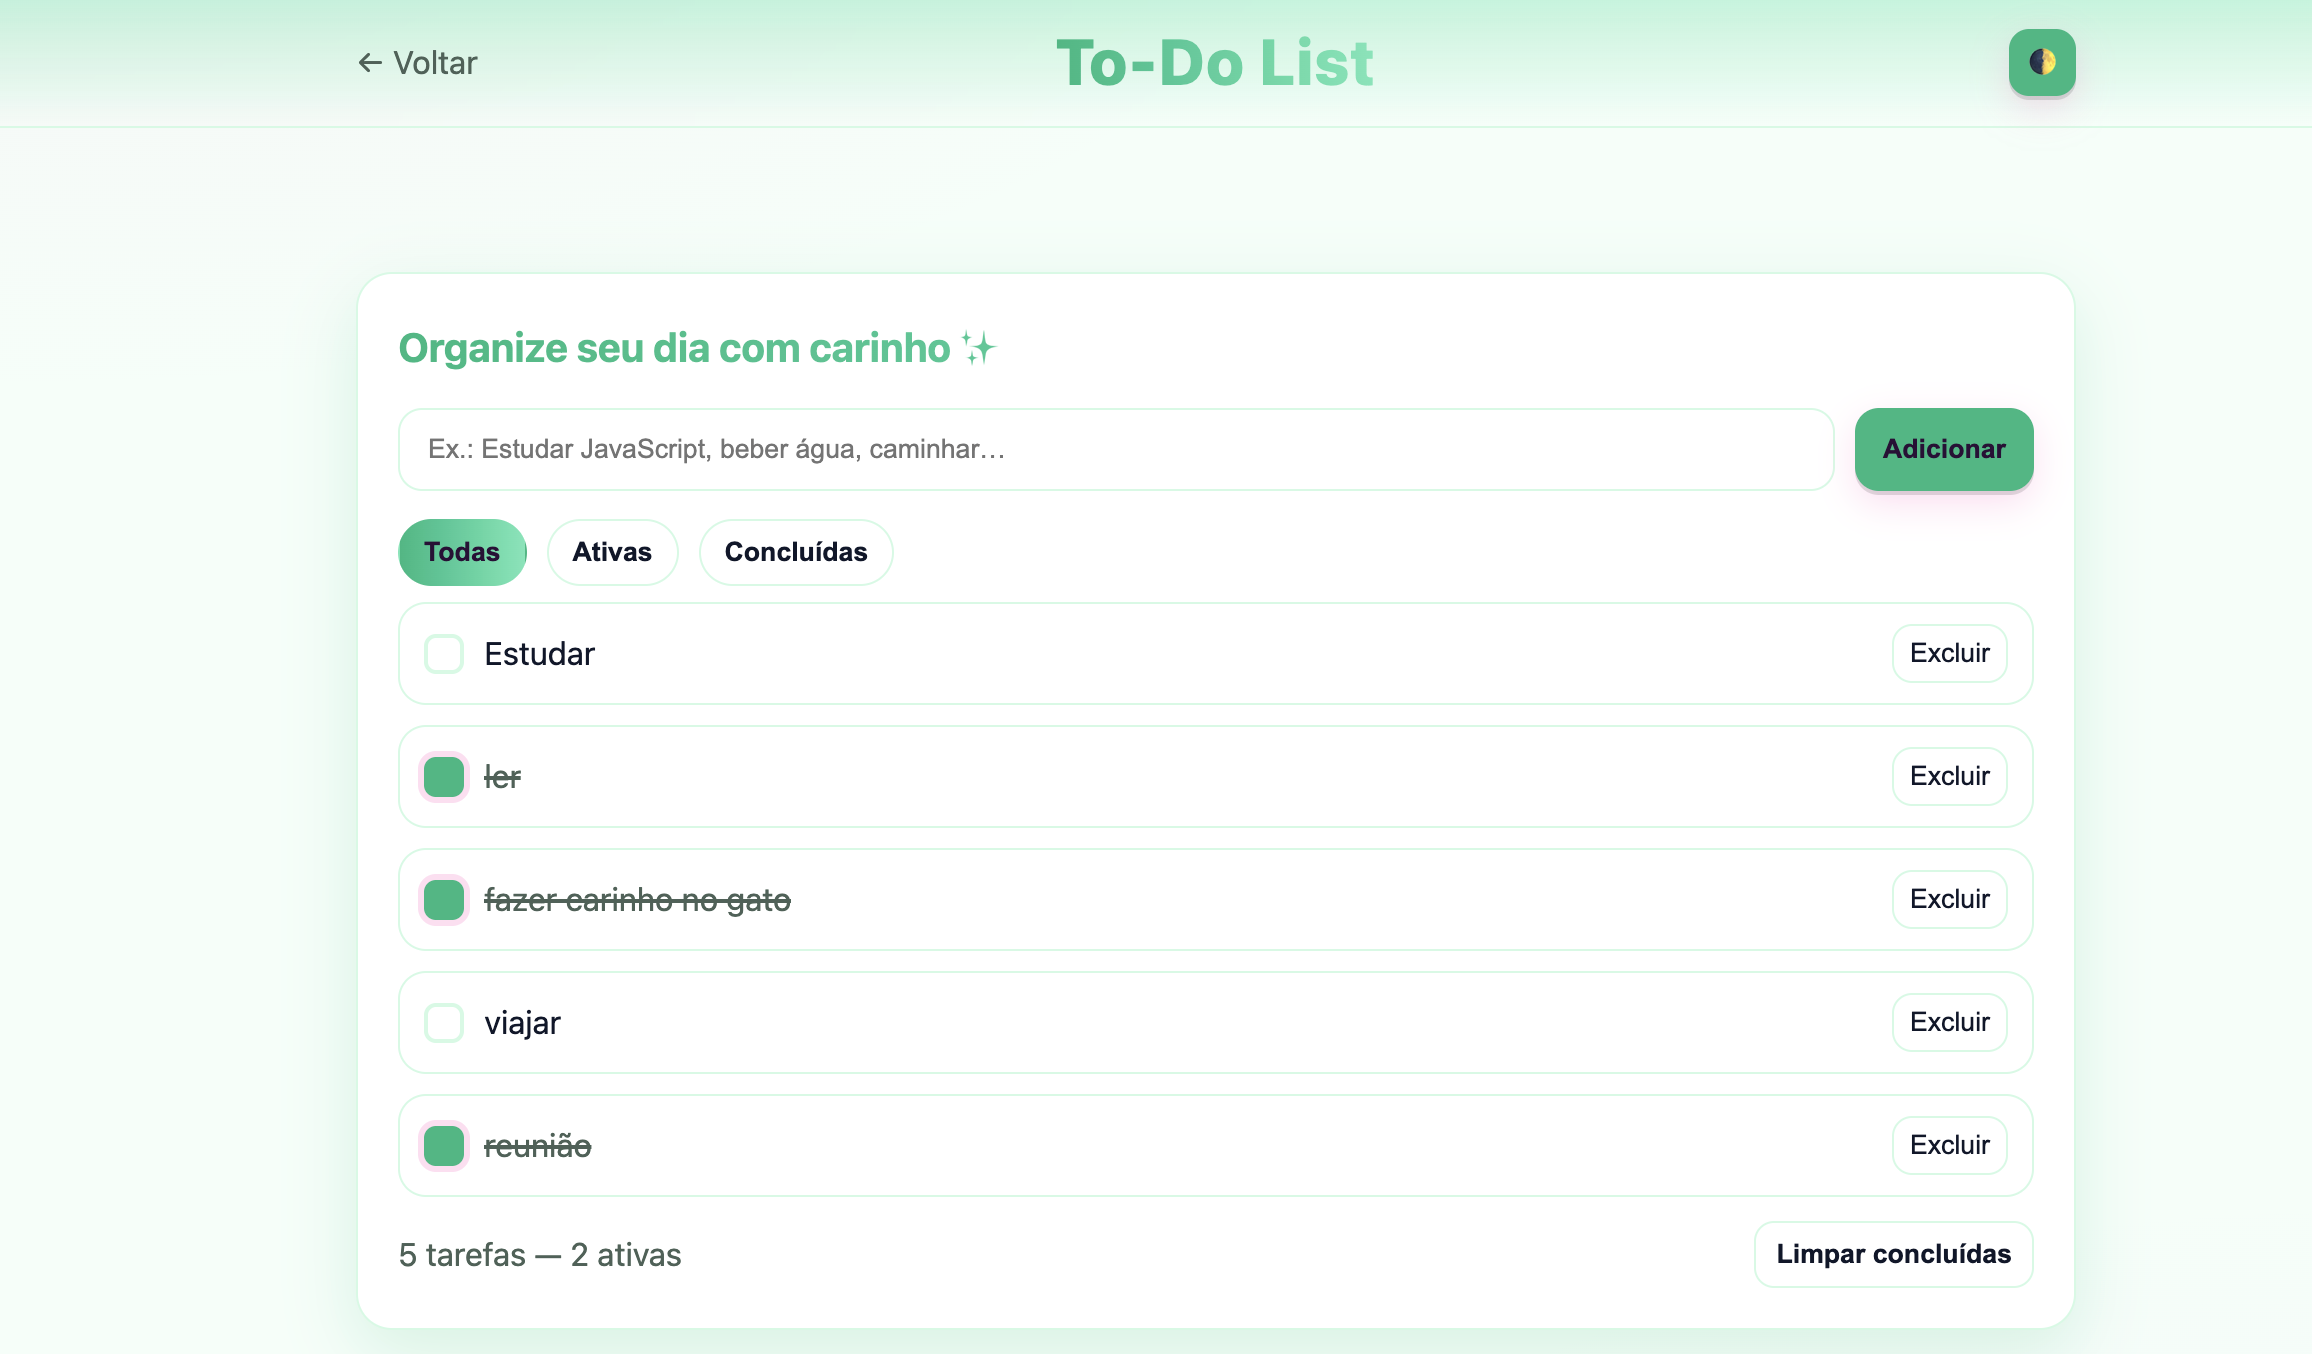 ← Voltar
To-Do List
Organize seu dia com carinho ✨
Ex.: Estudar JavaScript, beber água, caminhar…
Adicionar
Todas
Ativas
Concluídas
Estudar
Excluir
ler
Excluir
fazer carinho no gato
Excluir
viajar
Excluir
reunião
Excluir
5 tarefas — 2 ativas
Limpar concluídas